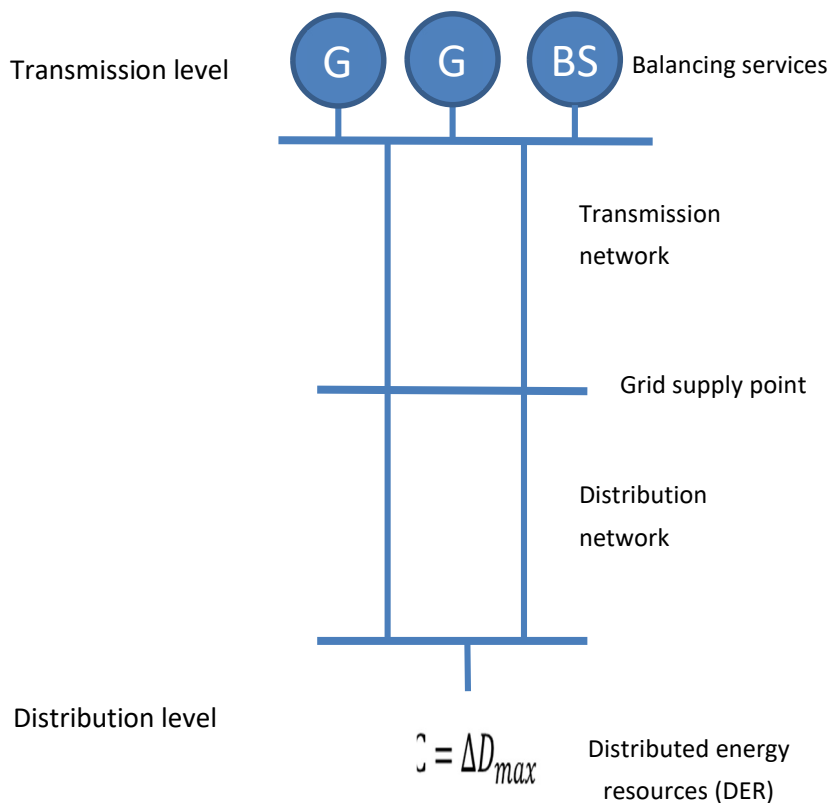 Transmission level
G G BS
Balancing services
Transmission
network
Grid supply point
Distribution
network
Distribution level
= ΔD_max
Distributed energy
resources (DER)